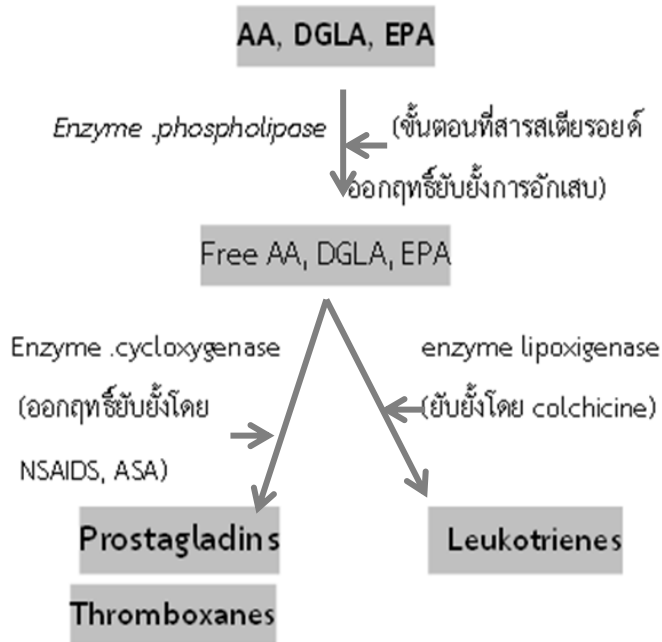 AA, DGLA, EPA
Enzyme .phospholipase
(ขั้นตอนที่สารสเตียรอยด์
ออกฤทธิ์ยับยั้งการอักเสบ)
Free AA, DGLA, EPA
Enzyme .cycloxygenase
(ออกฤทธิ์ยับยั้งโดย
NSAIDS, ASA)
enzyme lipoxigenase
(ยับยั้งโดย colchicine)
Prostagladins
Leukotrienes
Thromboxanes